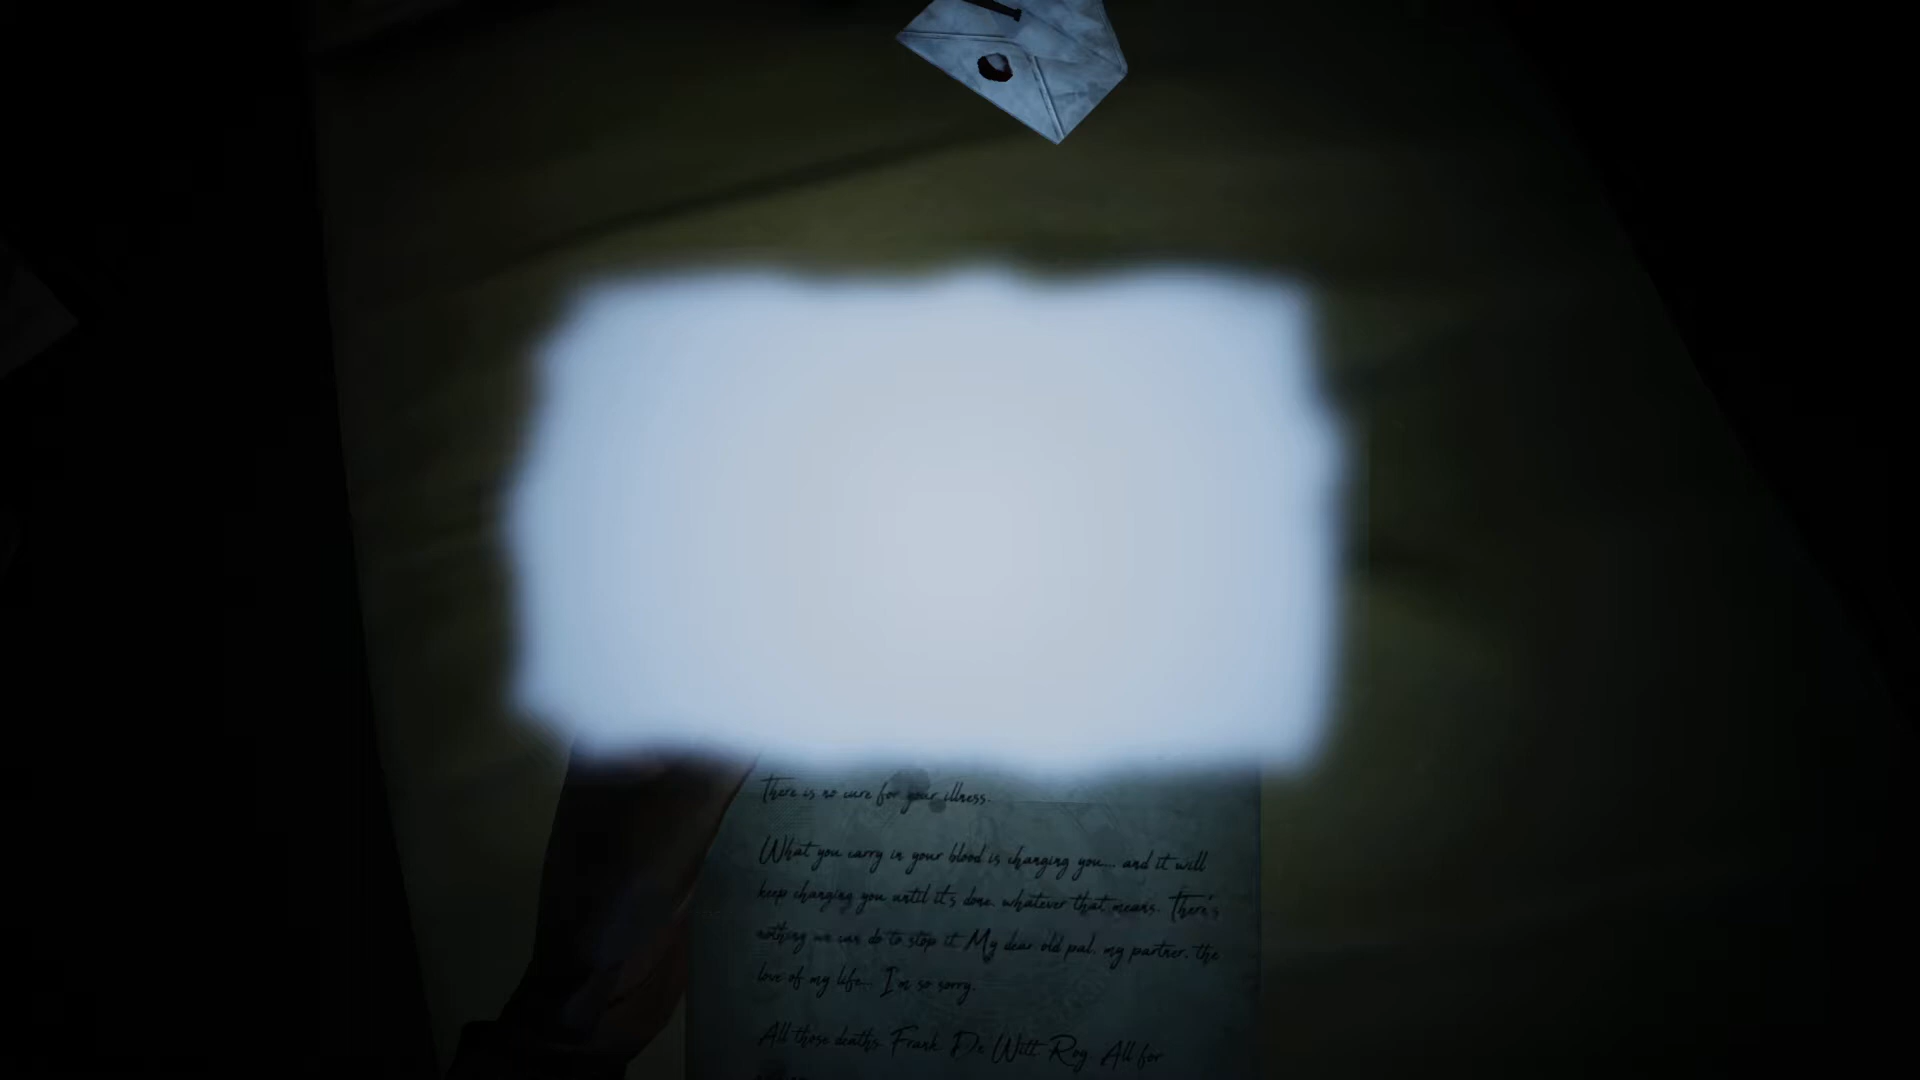 There is no cure for your illness.
What you carry in your blood is changing you... and it will
keep changing you until it's done, whatever that means. There's
nothing we can do to stop it. My dear old pal, my partner, the
love of my life... I'm so sorry.
All those deaths. Frank. De Witt. Rog. All for